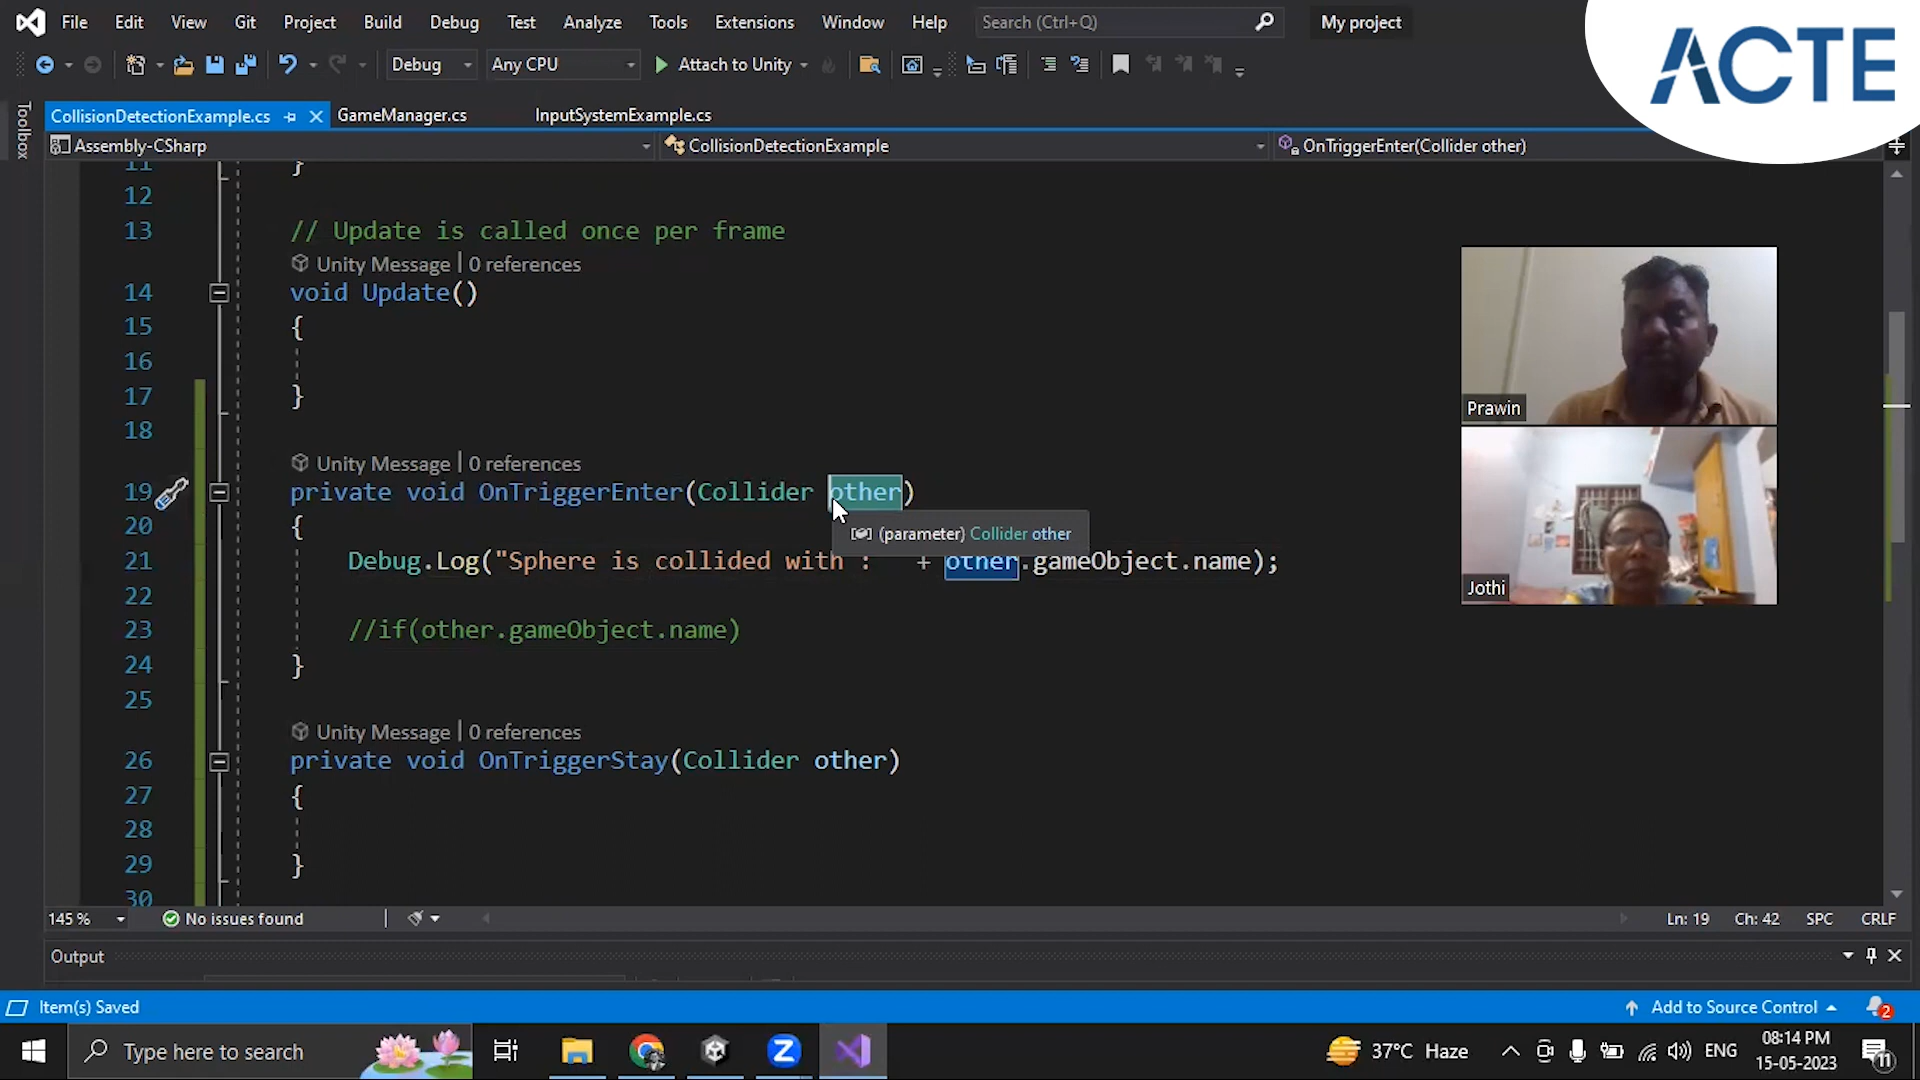 File Edit View Git Project Build Debug Test Analyze Tools Extensions Window Help Search (Ctrl+Q) My project
ACTE
Debug Any CPU Attach to Unity
Toolbox
CollisionDetectionExample.cs GameManager.cs InputSystemExample.cs
Assembly-CSharp CollisionDetectionExample OnTriggerEnter(Collider other)
11 }
12
13 // Update is called once per frame
Unity Message | 0 references
14 void Update()
15 {
16
17 }
18
Unity Message | 0 references
19 private void OnTriggerEnter(Collider other)
20 {
(parameter) Collider other
21 Debug.Log("Sphere is collided with : + other.gameObject.name);
22
23 //if(other.gameObject.name)
24 }
25
Unity Message | 0 references
26 private void OnTriggerStay(Collider other)
27 {
28
29 }
30
Prawin
Jothi
145 % No issues found Ln: 19 Ch: 42 SPC CRLF
Output
Item(s) Saved Add to Source Control 2
Type here to search 37°C Haze ENG 08:14 PM 15-05-2023 11